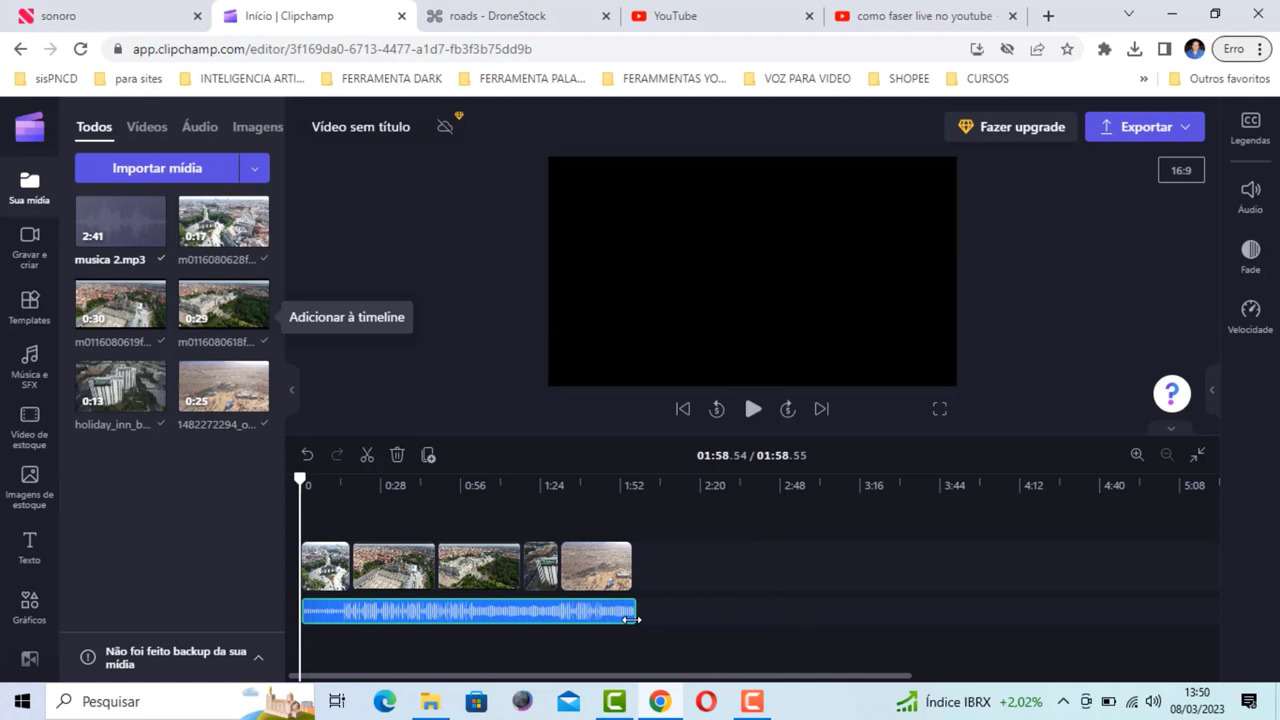 sonoro
Início | Clipchamp
roads - DroneStock
YouTube
como faser live no youtube -
app.clipchamp.com/editor/3f169da0-6713-4477-a1d7-fb3f3b75dd9b
Erro
sisPNCD
para sites
INTELIGENCIA ARTI...
FERRAMENTA DARK
FERRAMENTA PALA...
FERAMMENTAS YO...
VOZ PARA VIDEO
SHOPEE
CURSOS
»
Outros favoritos
Todos
Vídeos
Áudio
Imagens
Vídeo sem título
Fazer upgrade
Exportar
CC
Legendas
Importar mídia
16:9
Sua mídia
Áudio
2:41
0:17
musica 2.mp3
m0116080628f...
Gravar e
criar
Fade
0:30
0:29
Adicionar à timeline
Templates
Velocidade
m0116080619f...
m0116080618f...
Música e
SFX
0:13
0:25
?
holiday_inn_b...
1482272294_o...
Vídeo de
estoque
01:58.54 / 01:58.55
Imagens de
estoque
0
0:28
0:56
1:24
1:52
2:20
2:48
3:16
3:44
4:12
4:40
5:08
Texto
Gráficos
Não foi feito backup da sua
mídia
Pesquisar
Índice IBRX +2,02%
13:50
08/03/2023